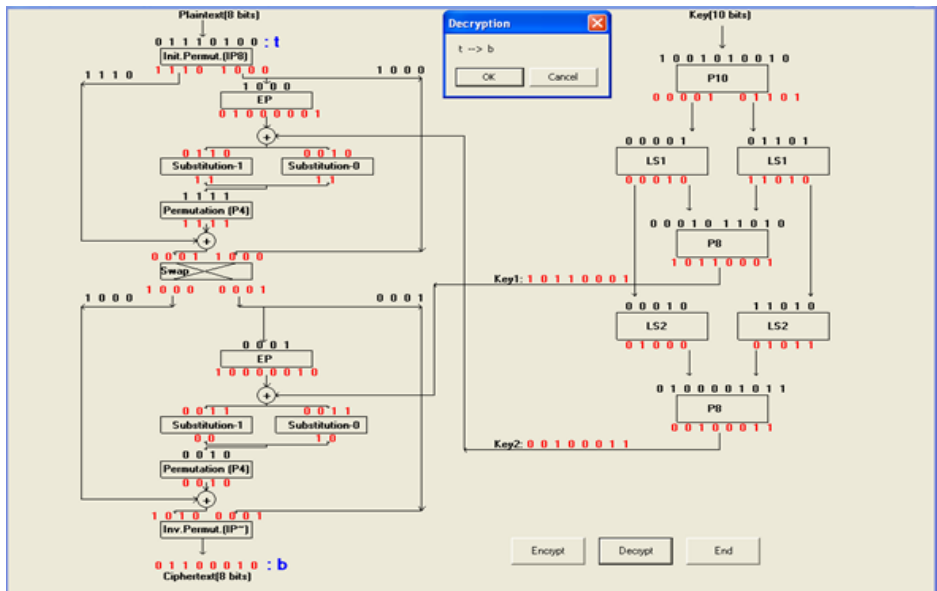 Plaintext(8 bits)
0 1 1 1 0 1 0 0 : t
Init.Permut.(IP8)
1 1 1 0 1 0 0 0
1 1 1 0
1 0 0 0
1 0 0 0
EP
0 1 0 0 0 0 0 1
+
0 1 1 0
0 0 1 0
Substitution-1
Substitution-0
1 1
1 1
1 1 1 1
Permutation (P4)
1 1 1 1
+
0 0 0 1 1 0 0 0
Swap
1 0 0 0 0 0 0 1
1 0 0 0
0 0 0 1
0 0 0 1
EP
1 0 0 0 0 0 1 0
+
0 0 1 1
0 0 1 1
Substitution-1
Substitution-0
0 0
1 0
0 0 1 0
Permutation (P4)
0 0 1 0
+
1 0 1 0 0 0 0 1
Inv.Permut.(IP~)
0 1 1 0 0 0 1 0 : b
Ciphertext(8 bits)
Decryption
t --> b
OK
Cancel
Key(10 bits)
1 0 0 1 0 1 0 0 1 0
P10
0 0 0 0 1 0 1 1 0 1
0 0 0 0 1
0 1 1 0 1
LS1
LS1
0 0 0 1 0
1 1 0 1 0
0 0 0 1 0 1 1 0 1 0
P8
1 0 1 1 0 0 0 1
Key1: 1 0 1 1 0 0 0 1
0 0 0 1 0
1 1 0 1 0
LS2
LS2
0 1 0 0 0
0 1 0 1 1
0 1 0 0 0 0 1 0 1 1
P8
0 0 1 0 0 0 1 1
Key2: 0 0 1 0 0 0 1 1
Encrypt
Decrypt
End